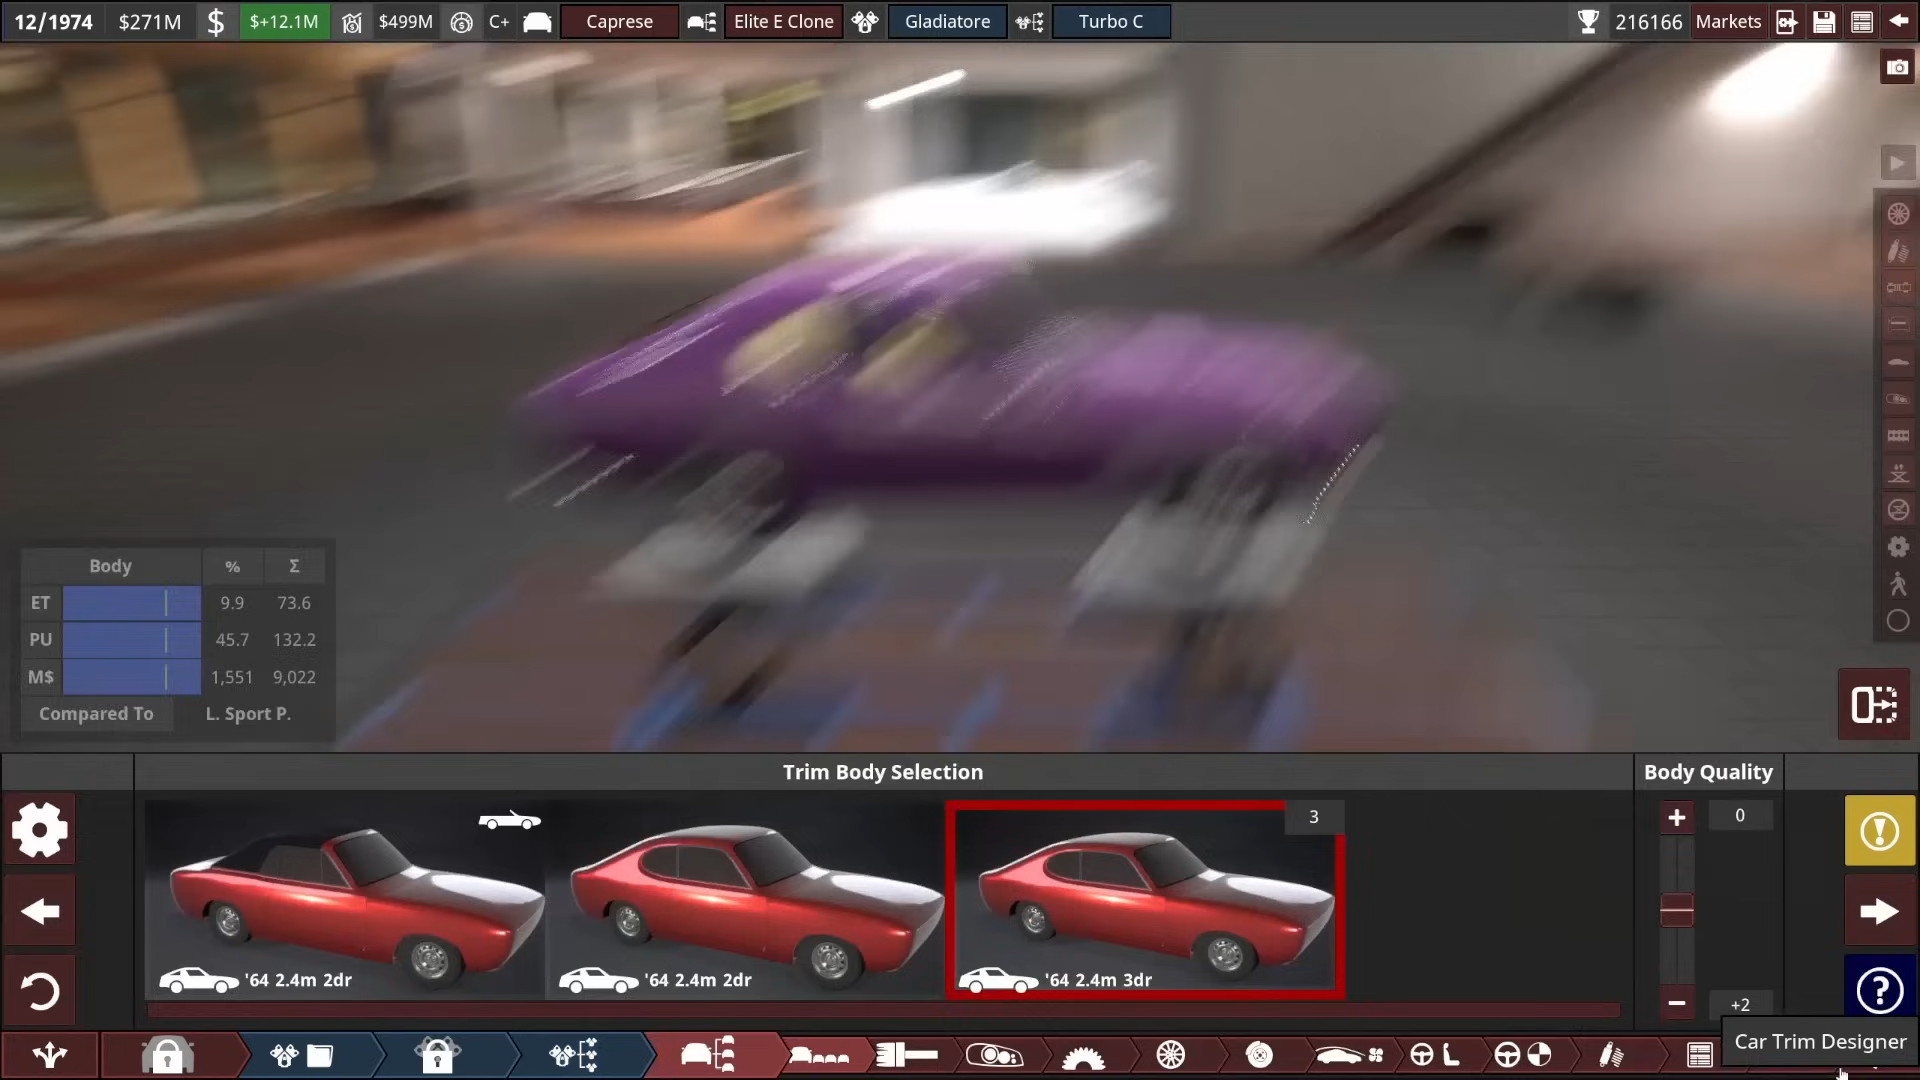 12/1974 $271M $+12.1M $499M C+ Caprese Elite E Clone Gladiatore Turbo C 216166 Markets
Body % Σ
ET 9.9 73.6
PU 45.7 132.2
M$ 1,551 9,022
Compared To L. Sport P.
Trim Body Selection Body Quality
3
0
'64 2.4m 2dr '64 2.4m 2dr '64 2.4m 3dr
+2
Car Trim Designer